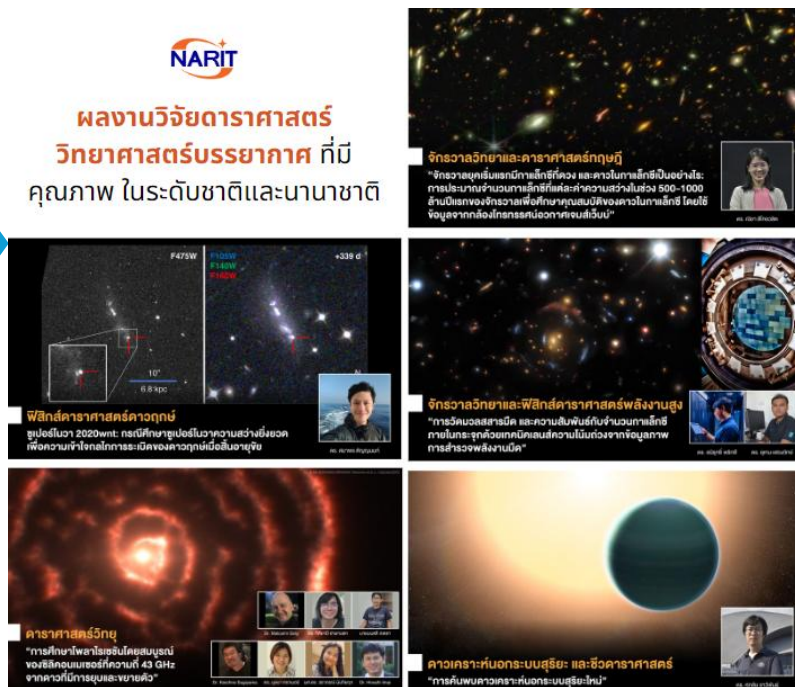 NARIT
ผลงานวิจัยดาราศาสตร์
วิทยาศาสตร์บรรยากาศ ที่มี
คุณภาพ ในระดับชาติและนานาชาติ
จักรวาลวิทยาและดาราศาสตร์ทฤษฎี
"จักรวาลยุคเริ่มแรกมีกาแล็กซีกี่ดวง และดาวในกาแล็กซีเป็นอย่างไร:
การประมาณจำนวนกาแล็กซีที่แต่ละค่าความสว่างในช่วง 500-1000
ล้านปีแรกของจักรวาลเพื่อศึกษาคุณสมบัติของดาวในกาแล็กซี โดยใช้
ข้อมูลจากกล้องโทรทรรศน์อวกาศเจมส์เว็บบ์"
F475W
F105W
F140W
F160W
+339 d
10"
6.8 kpc
N
ฟิสิกส์ดาราศาสตร์ดาวฤกษ์
ซูเปอร์โนวา 2020wnt: กรณีศึกษาซูเปอร์โนวาความสว่างยิ่งยวด
เพื่อความเข้าใจกลไกการระเบิดของดาวฤกษ์เมื่อสิ้นอายุขัย
จักรวาลวิทยาและฟิสิกส์ดาราศาสตร์พลังงานสูง
"การวัดมวลสสารมืด และความสัมพันธ์กับจำนวนกาแล็กซี
ภายในกระจุกด้วยเทคนิคเลนส์ความโน้มถ่วงจากข้อมูลภาพ
การสำรวจพลังงานมืด"
ดาราศาสตร์วิทยุ
"การศึกษาโพลาไรเซชันโดยสมบูรณ์
ของซิลิคอนเมเซอร์ที่ความถี่ 43 GHz
จากดาวที่มีการยุบและขยายตัว"
ดาวเคราะห์นอกระบบสุริยะ และชีวดาราศาสตร์
"การค้นพบดาวเคราะห์นอกระบบสุริยะใหม่"